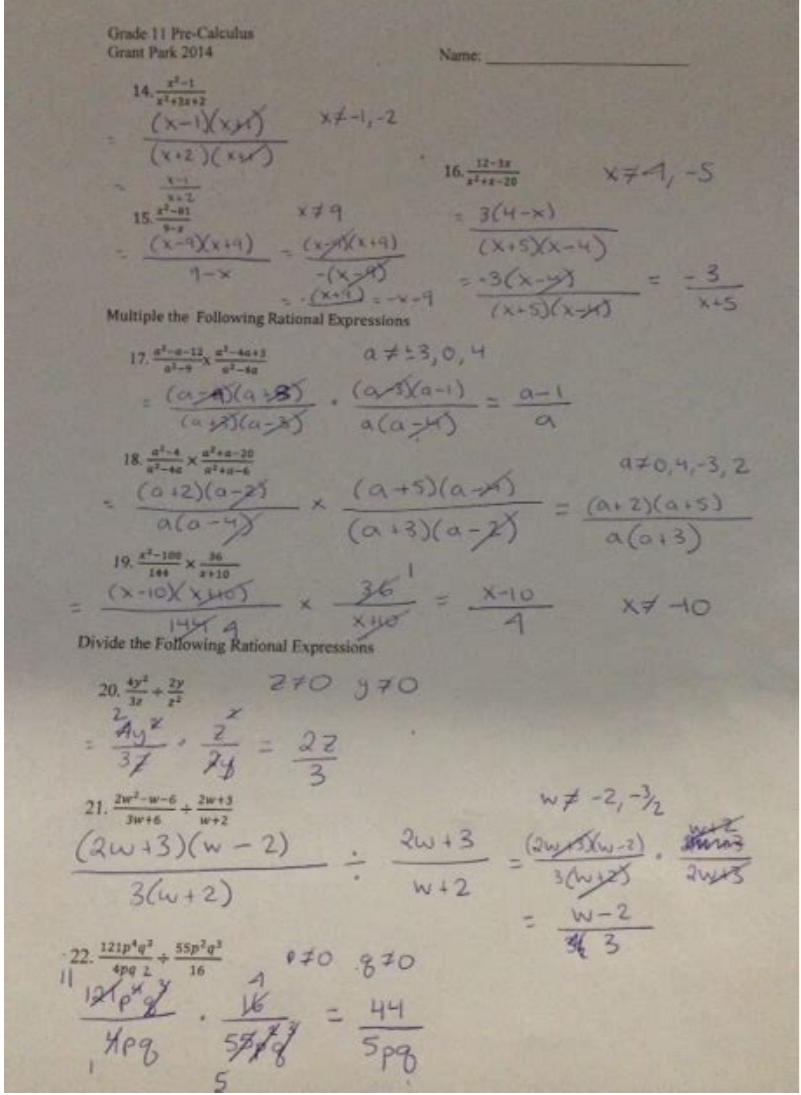 Grade 11 Pre-Calculus
Grant Park 2014
Name: ____________________
14. (x²-1)/(x²+3x+2)
= (x-1)(x+1)/(x+2)(x+1)    x≠-1,-2
= (x-1)/(x+2)
15. (x²-81)/(9-x)    x≠9
= (x-9)(x+9)/(9-x) = (x-9)(x+9)/-(x-9)
= -(x+9) = -x-9
16. (12-3x)/(x²+x-20)    x≠4, -5
= 3(4-x)/(x+5)(x-4)
= -3(x-4)/(x+5)(x-4) = -3/(x+5)
Multiple the Following Rational Expressions
17. (a²-a-12)/(a²-9) x (a²-4a+3)/(a²-4a)    a≠±3,0,4
= (a-4)(a+3)/(a+3)(a-3) · (a-3)(a-1)/a(a-4) = (a-1)/a
18. (a²-4)/(a²-4a) × (a²+a-20)/(a²+a-6)    a≠0,4,-3,2
= (a+2)(a-2)/a(a-4) × (a+5)(a-4)/(a+3)(a-2) = (a+2)(a+5)/a(a+3)
19. (x²-100)/144 × 36/(x+10)
= (x-10)(x+10)/144 4 × 36 1/(x+10) = (x-10)/4    x≠-10
Divide the Following Rational Expressions
20. 4y²/3z ÷ 2y/z²    z≠0 y≠0
= 2 4y²/3z · z²/2y = 2z/3
21. (2w²-w-6)/(3w+6) ÷ (2w+3)/(w+2)    w≠-2,-3/2
(2w+3)(w-2)/3(w+2) ÷ (2w+3)/(w+2) = (2w+3)(w-2)/3(w+2) · (w+2)/(2w+3)
= (w-2)/3
22. 121p⁴q²/4pq 2 ÷ 55p²q³/16    p≠0 q≠0
11 121p⁴q²/4pq 1 · 4 16/55p²q³ 5 = 44/5pq